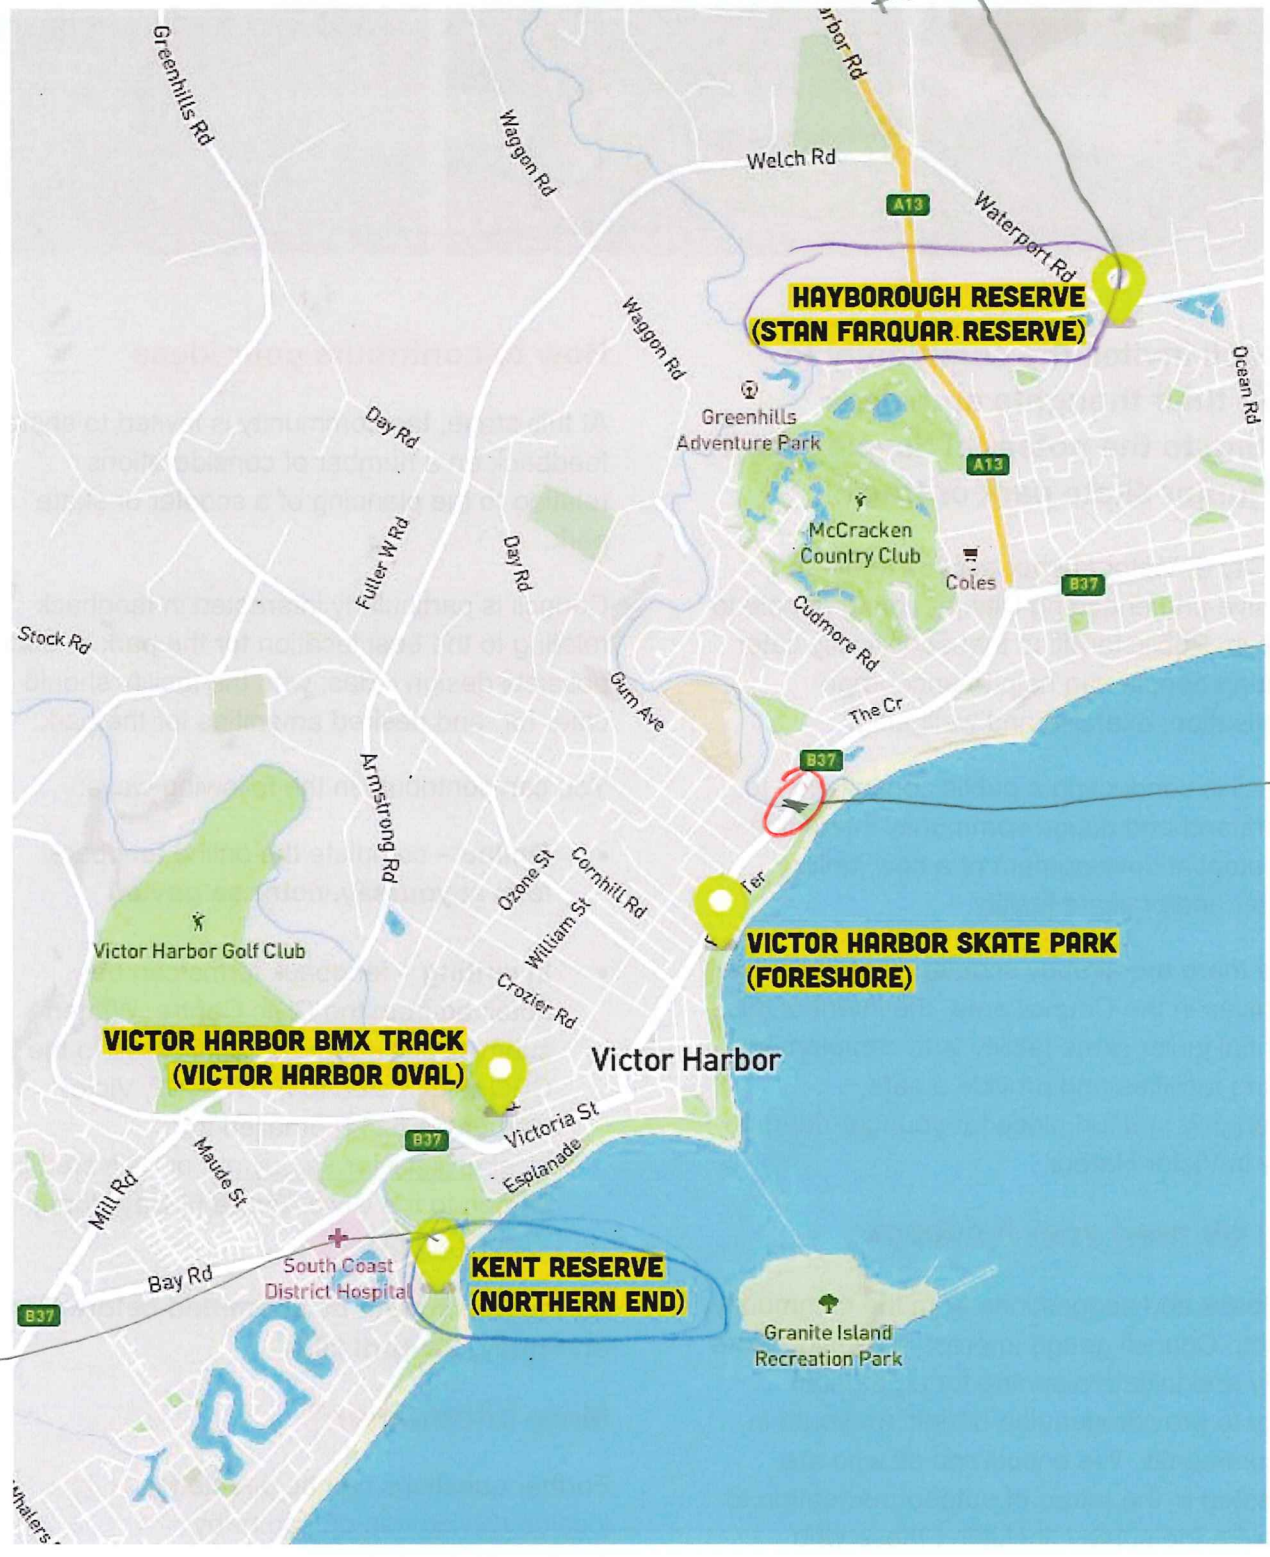 Greenhills Rd
Waggon Rd
Welch Rd
A13
Waterport Rd
HAYBOROUGH RESERVE
(STAN FARQUAR RESERVE)
Waggon Rd
Ocean Rd
Greenhills
Adventure Park
Day Rd
A13
McCracken
Country Club
Coles
B37
Fuller W Rd
Day Rd
Cudmore Rd
Stock Rd
Gum Ave
The Cr
B37
Armstrong Rd
Ozone St
Cornhill Rd
William St
Ter
Victor Harbor Golf Club
VICTOR HARBOR SKATE PARK
(FORESHORE)
Crozier Rd
VICTOR HARBOR BMX TRACK
(VICTOR HARBOR OVAL)
Victor Harbor
Victoria St
B37
Esplanade
Maude St
Mill Rd
South Coast
District Hospital
Bay Rd
KENT RESERVE
(NORTHERN END)
B37
Granite Island
Recreation Park